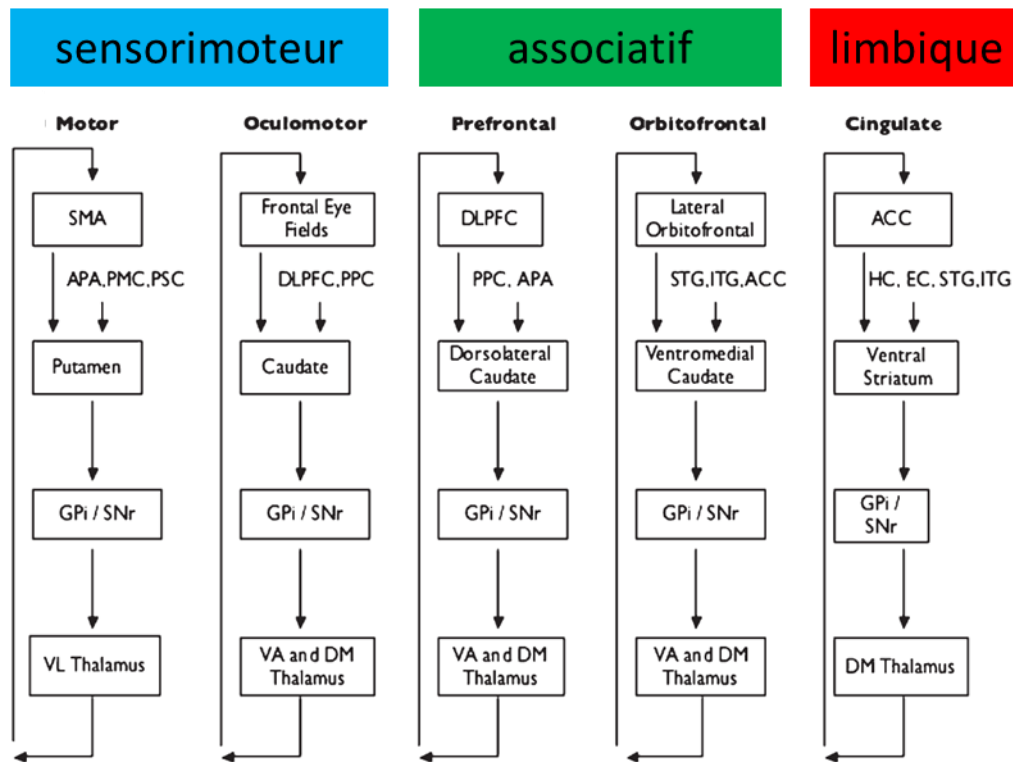 sensorimoteur
associatif
limbique
Motor
Oculomotor
Prefrontal
Orbitofrontal
Cingulate
SMA
Frontal Eye
Fields
DLPFC
Lateral
Orbitofrontal
ACC
APA,PMC,PSC
DLPFC,PPC
PPC, APA
STG,ITG,ACC
HC, EC, STG,ITG
Putamen
Caudate
Dorsolateral
Caudate
Ventromedial
Caudate
Ventral
Striatum
GPi / SNr
GPi / SNr
GPi / SNr
GPi / SNr
GPi /
SNr
VL Thalamus
VA and DM
Thalamus
VA and DM
Thalamus
VA and DM
Thalamus
DM Thalamus